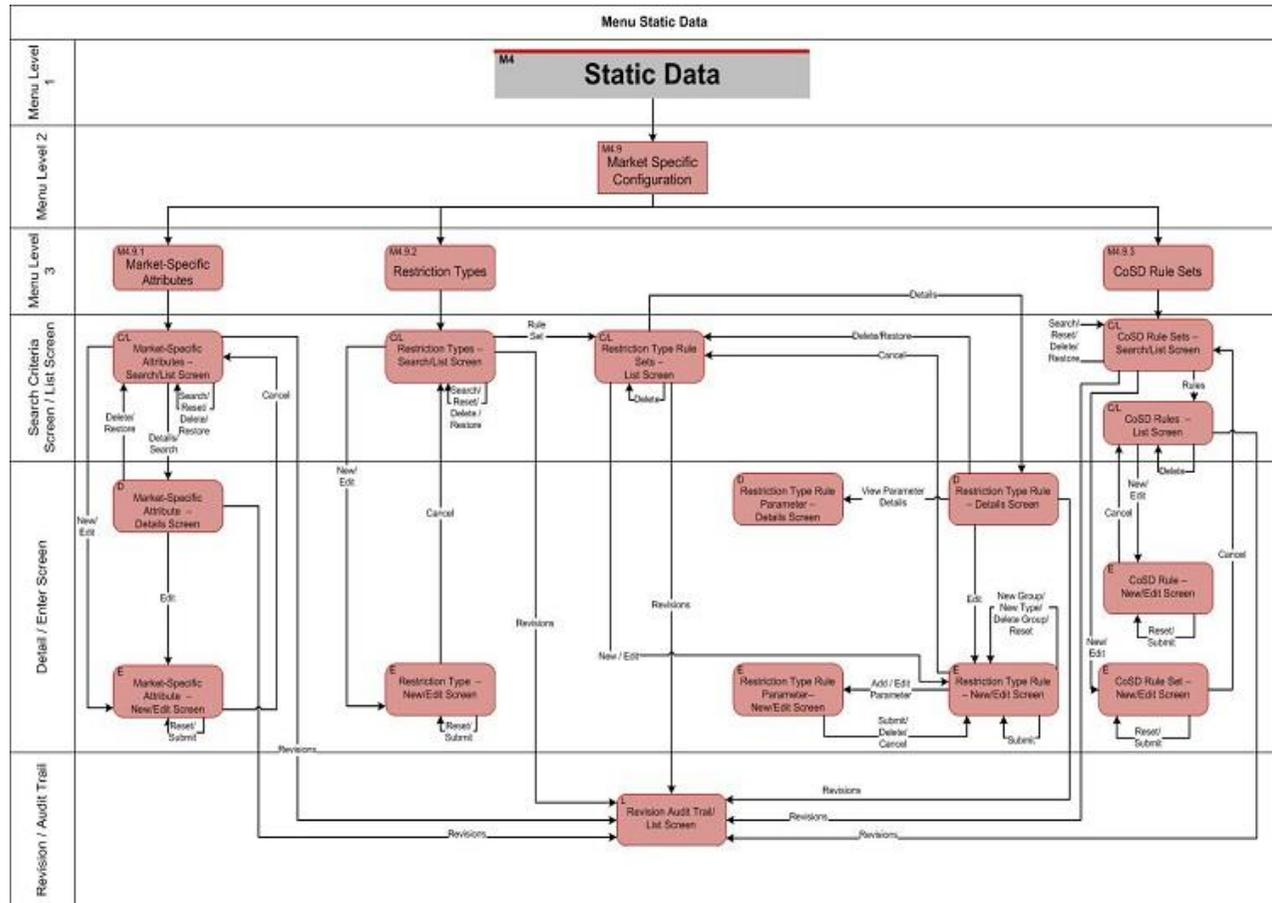 Menu Static Data
Menu Level
1
M4
Static Data
Menu Level 2
M4.9
Market Specific
Configuration
Menu Level
3
M4.9.1
Market-Specific
Attributes
M4.9.2
Restriction Types
M4.9.3
CoSD Rule Sets
Details
Search Criteria
Screen / List Screen
C/L
Market-Specific
Attributes –
Search/List Screen
Search/
Reset/
Delete/
Restore
Delete/
Restore
Details/
Search
Cancel
C/L
Restriction Types –
Search/List Screen
Search/
Reset/
Delete /
Restore
Rule
Set
C/L
Restriction Type Rule
Sets –
List Screen
Delete
Delete/Restore
Cancel
Search/
Reset/
Delete/
Restore
C/L
CoSD Rule Sets –
Search/List Screen
Rules
C/L
CoSD Rules –
List Screen
Delete
Detail / Enter Screen
New/
Edit
D
Market-Specific
Attribute –
Details Screen
Edit
E
Market-Specific
Attribute –
New/Edit Screen
Reset/
Submit
New/
Edit
Cancel
Revisions
E
Restriction Type –
New/Edit Screen
Reset/
Submit
Revisions
New / Edit
D
Restriction Type Rule
Parameter –
Details Screen
View Parameter
Details
D
Restriction Type Rule
– Details Screen
Edit
New Group/
New Type/
Delete Group/
Reset
E
Restriction Type Rule
Parameter–
New/Edit Screen
Add / Edit
Parameter
Submit/
Delete/
Cancel
E
Restriction Type Rule
– New/Edit Screen
Submit
New/
Edit
Cancel
Cancel
E
CoSD Rule –
New/Edit Screen
Reset/
Submit
New/
Edit
E
CoSD Rule Set –
New/Edit Screen
Reset/
Submit
Revisions
Revision / Audit Trail
L
Revision Audit Trail/
List Screen
Revisions
Revisions
Revisions
Revisions